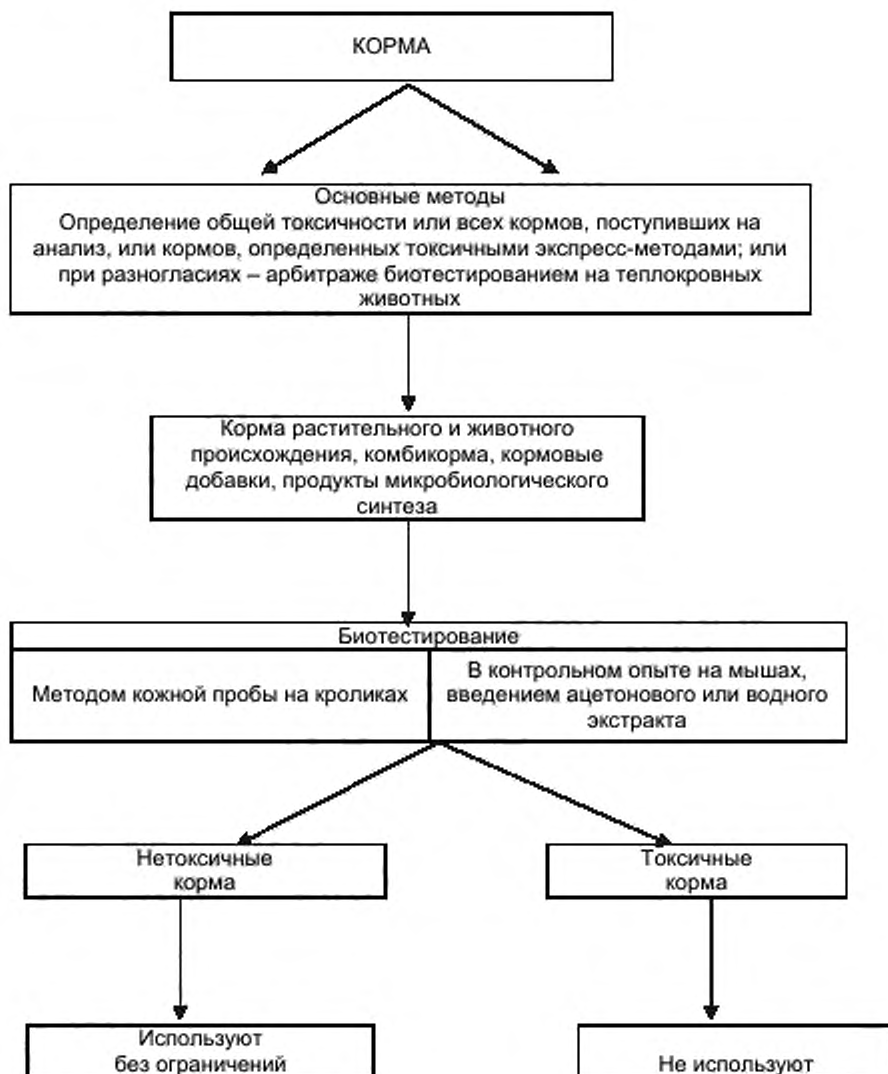 КОРМА
Основные методы
Определение общей токсичности или всех кормов, поступивших на
анализ, или кормов, определенных токсичными экспресс-методами; или
при разногласиях – арбитраже биотестированием на теплокровных
животных
Корма растительного и животного
происхождения, комбикорма, кормовые
добавки, продукты микробиологического
синтеза
Биотестирование
Методом кожной пробы на кроликах
В контрольном опыте на мышах,
введением ацетонового или водного
экстракта
Нетоксичные
корма
Токсичные
корма
Используют
без ограничений
Не используют